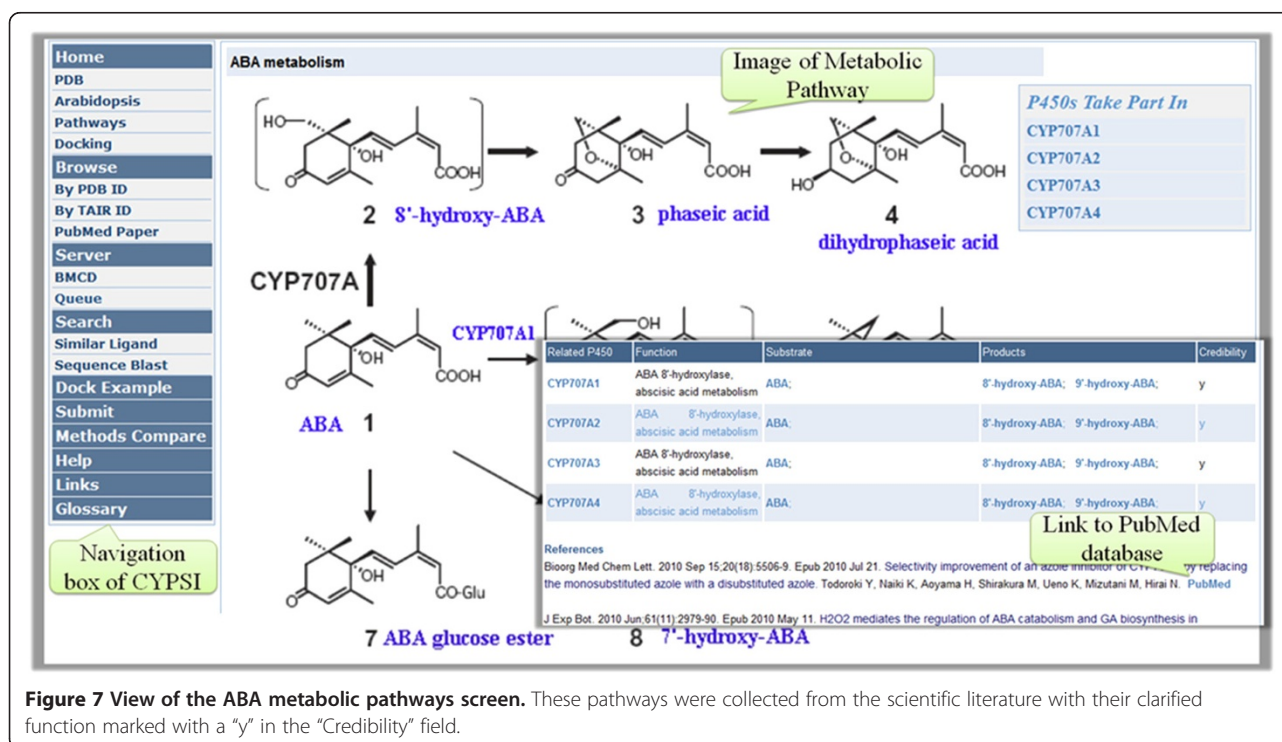 Home
PDB
Arabidopsis
Pathways
Docking
Browse
By PDB ID
By TAIR ID
PubMed Paper
Server
BMCD
Queue
Search
Similar Ligand
Sequence Blast
Dock Example
Submit
Methods Compare
Help
Links
Glossary
Navigation
box of CYPSI
ABA metabolism
Image of Metabolic
Pathway
P450s Take Part In
CYP707A1
CYP707A2
CYP707A3
CYP707A4
HO
OH
O
COOH
2 8'-hydroxy-ABA
O
OH
O
COOH
3 phaseic acid
O
OH
HO
COOH
4
dihydrophaseic acid
CYP707A
OH
O
COOH
ABA 1
CYP707A1
OH
OH
O
CO-Glu
7 ABA glucose ester
8 7'-hydroxy-ABA
Related P450 Function Substrate Products Credibility
CYP707A1 ABA 8'-hydroxylase, abscisic acid metabolism ABA; 8'-hydroxy-ABA; 9'-hydroxy-ABA; y
CYP707A2 ABA 8'-hydroxylase, abscisic acid metabolism ABA; 8'-hydroxy-ABA; 9'-hydroxy-ABA; y
CYP707A3 ABA 8'-hydroxylase, abscisic acid metabolism ABA; 8'-hydroxy-ABA; 9'-hydroxy-ABA; y
CYP707A4 ABA 8'-hydroxylase, abscisic acid metabolism ABA; 8'-hydroxy-ABA; 9'-hydroxy-ABA; y
Link to PubMed
database
References
Bioorg Med Chem Lett. 2010 Sep 15;20(18):5506-9. Epub 2010 Jul 21. Selectivity improvement of an azole inhibitor of by replacing
the monosubstituted azole with a disubstituted azole. Todoroki Y, Naiki K, Aoyama H, Shirakura M, Ueno K, Mizutani M, Hirai N. PubMed
J Exp Bot. 2010 Jun;61(11):2979-90. Epub 2010 May 11. H2O2 mediates the regulation of ABA catabolism and GA biosynthesis in
Figure 7 View of the ABA metabolic pathways screen. These pathways were collected from the scientific literature with their clarified
function marked with a “y” in the “Credibility” field.